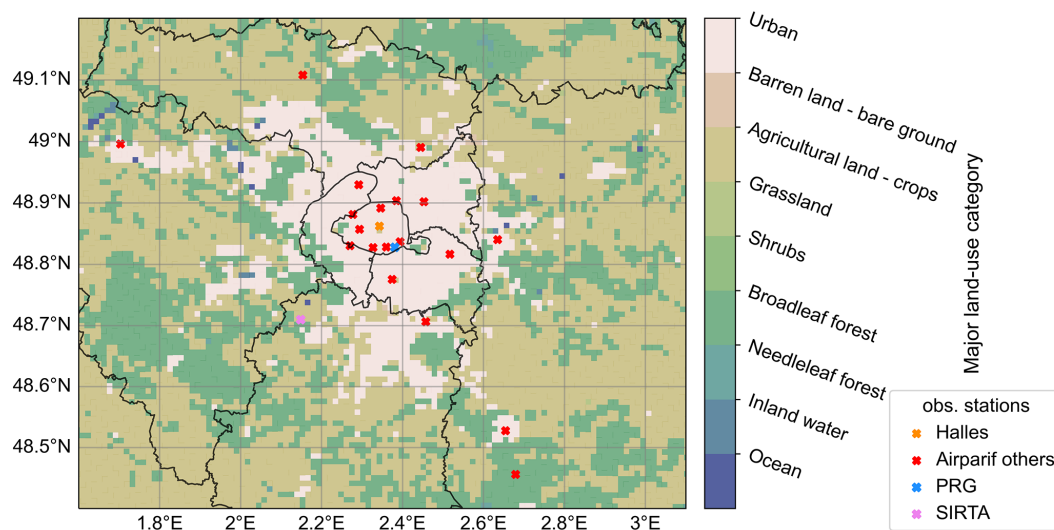 49.1°N
49°N
48.9°N
48.8°N
48.7°N
48.6°N
48.5°N
1.8°E
2°E
2.2°E
2.4°E
2.6°E
2.8°E
3°E
Urban
Barren land - bare ground
Agricultural land - crops
Grassland
Shrubs
Broadleaf forest
Needleleaf forest
Inland water
Ocean
Major land-use category
obs. stations
Halles
Airparif others
PRG
SIRTA